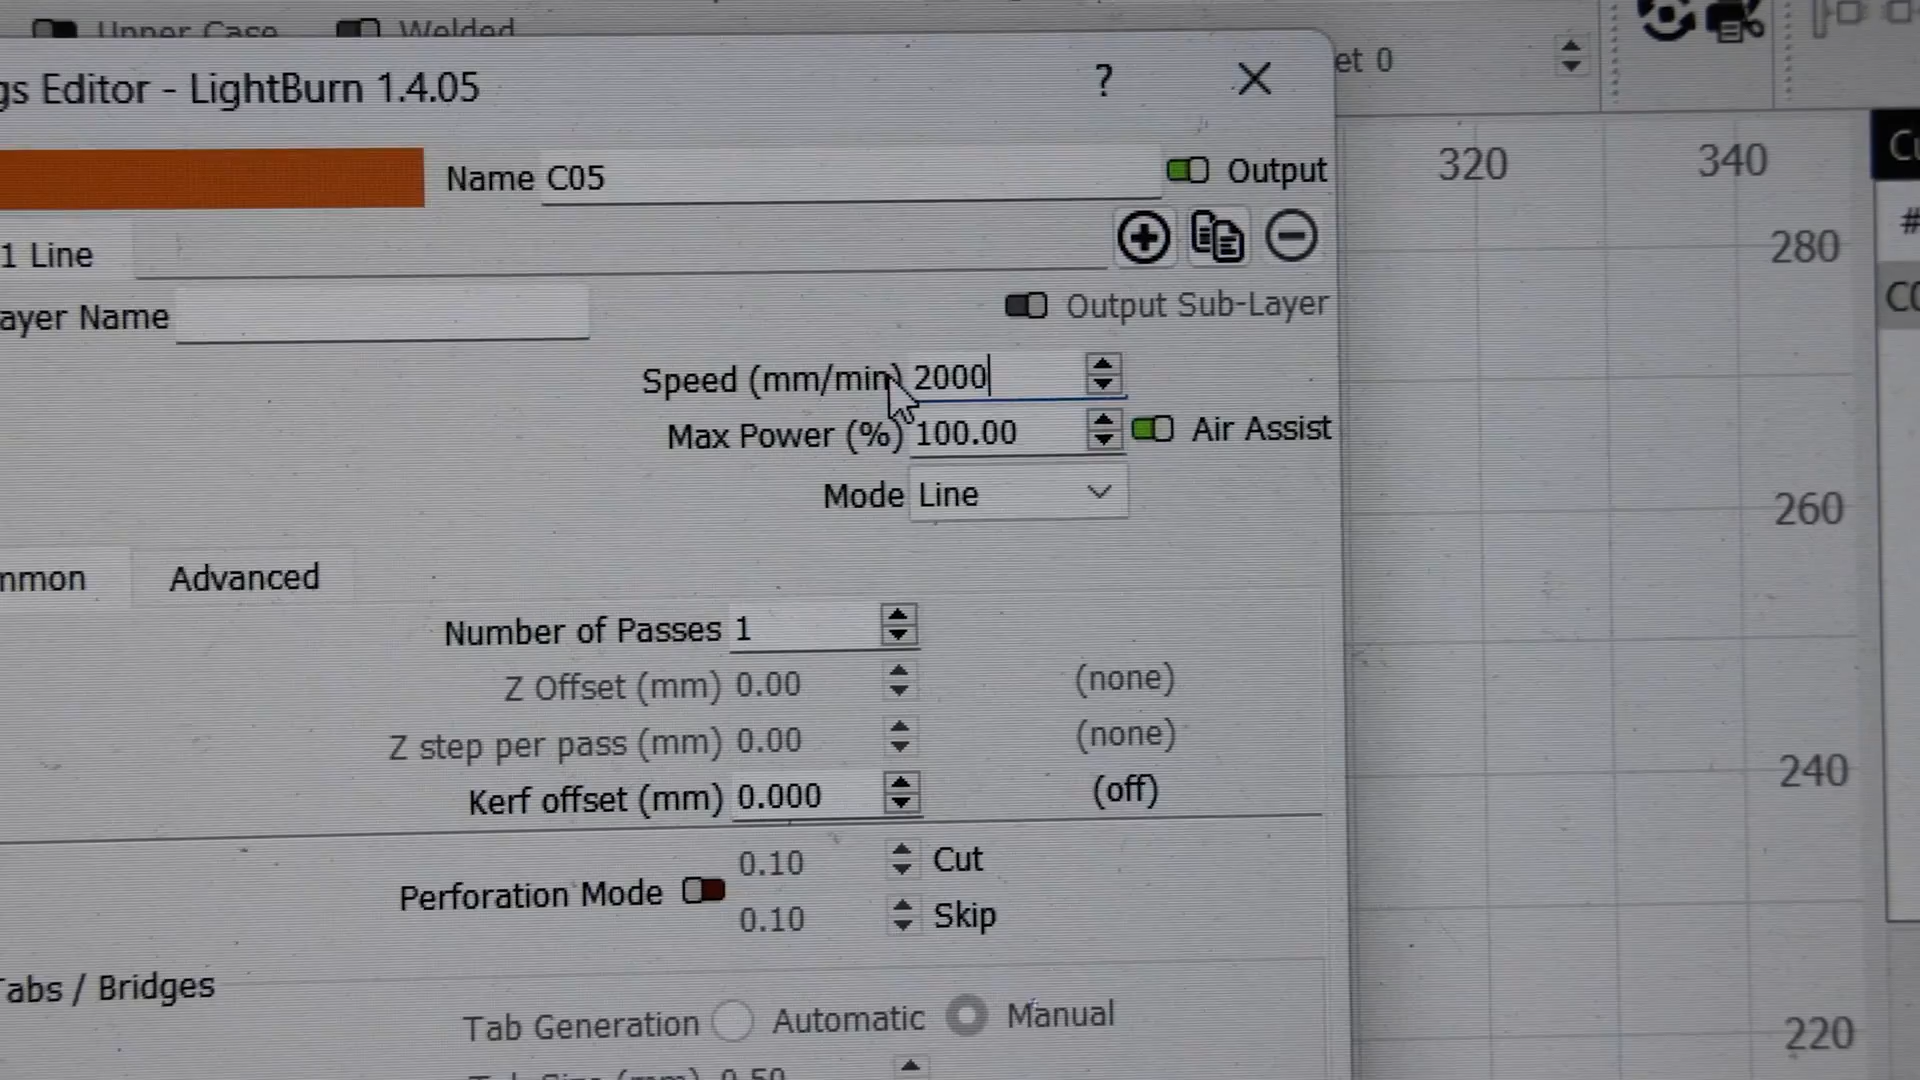 Upper Case Welded
et 0
gs Editor - LightBurn 1.4.05 ?
Name C05 Output
320 340
1 Line
280
#
ayer Name
Output Sub-Layer
Speed (mm/min) 2000
Max Power (%) 100.00 Air Assist
Mode Line
260
mmon Advanced
Number of Passes 1
Z Offset (mm) 0.00 (none)
Z step per pass (mm) 0.00 (none)
Kerf offset (mm) 0.000 (off)
240
0.10 Cut
Perforation Mode
0.10 Skip
Tabs / Bridges
Tab Generation Automatic Manual
220